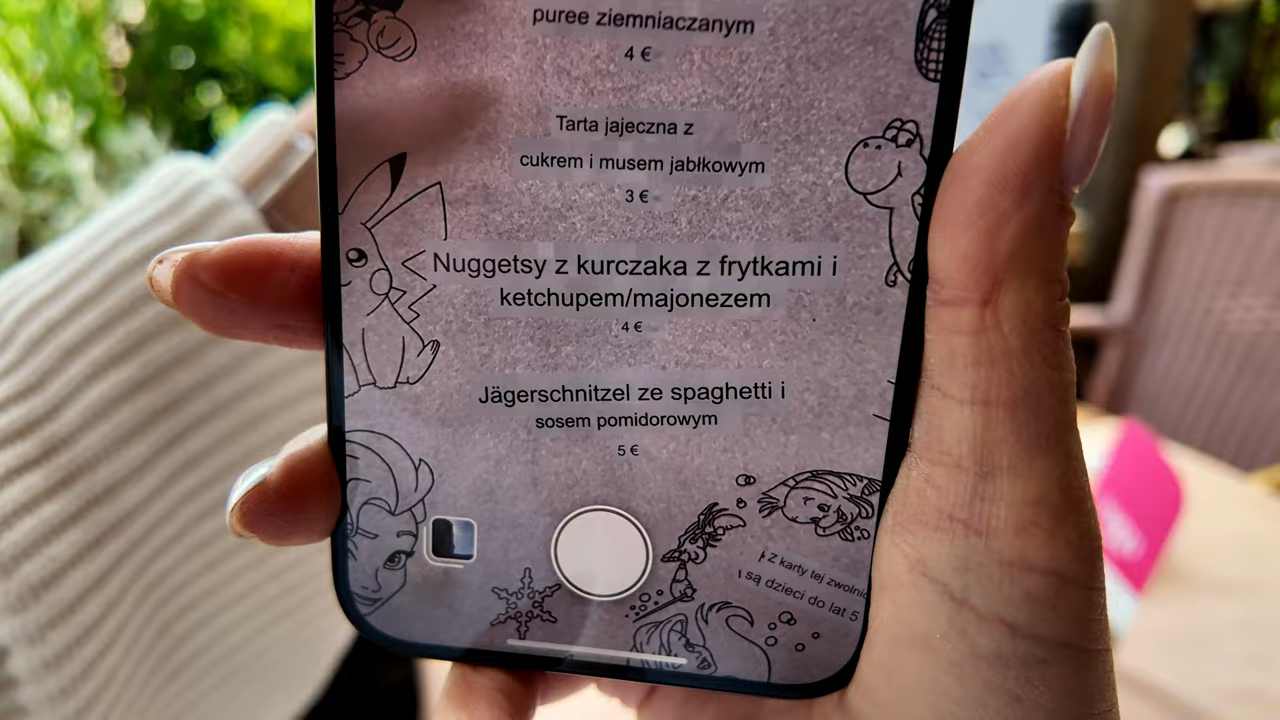 puree ziemniaczanym
4 €
Tarta jajeczna z
cukrem i musem jabłkowym
3 €
Nuggetsy z kurczaka z frytkami i
ketchupem/majonezem
4 €
Jägerschnitzel ze spaghetti i
sosem pomidorowym
5 €
z karty tej
są dzieci do lat 5